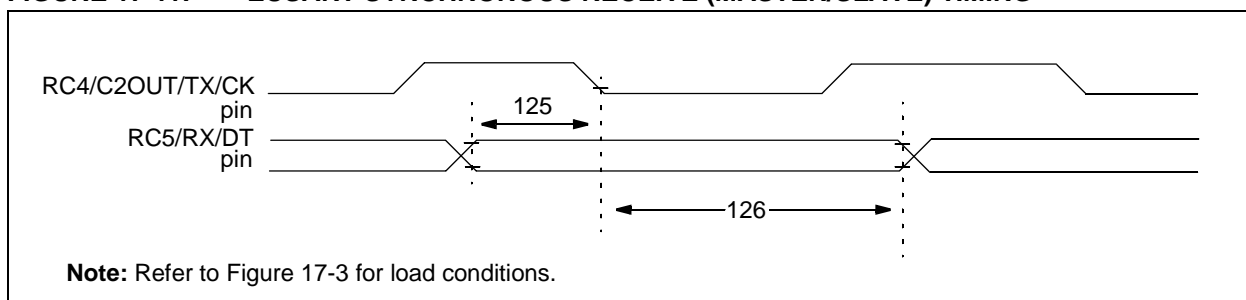 RC4/C2OUT/TX/CK
pin
125
RC5/RX/DT
pin
126
Note: Refer to Figure 17-3 for load conditions.